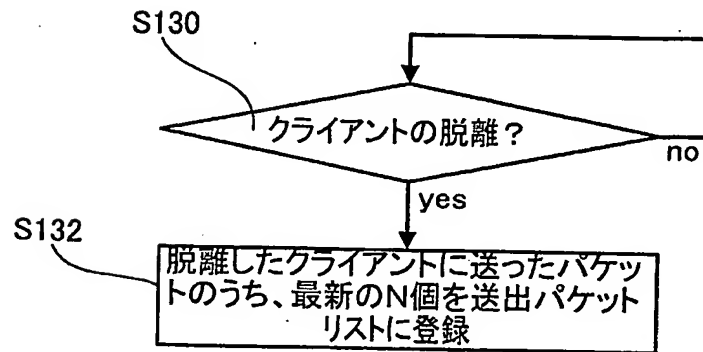 S130
クライアントの脱離？
no
yes
S132
脱離したクライアントに送ったパケッ
トのうち、最新のN個を送出パケット
リストに登録